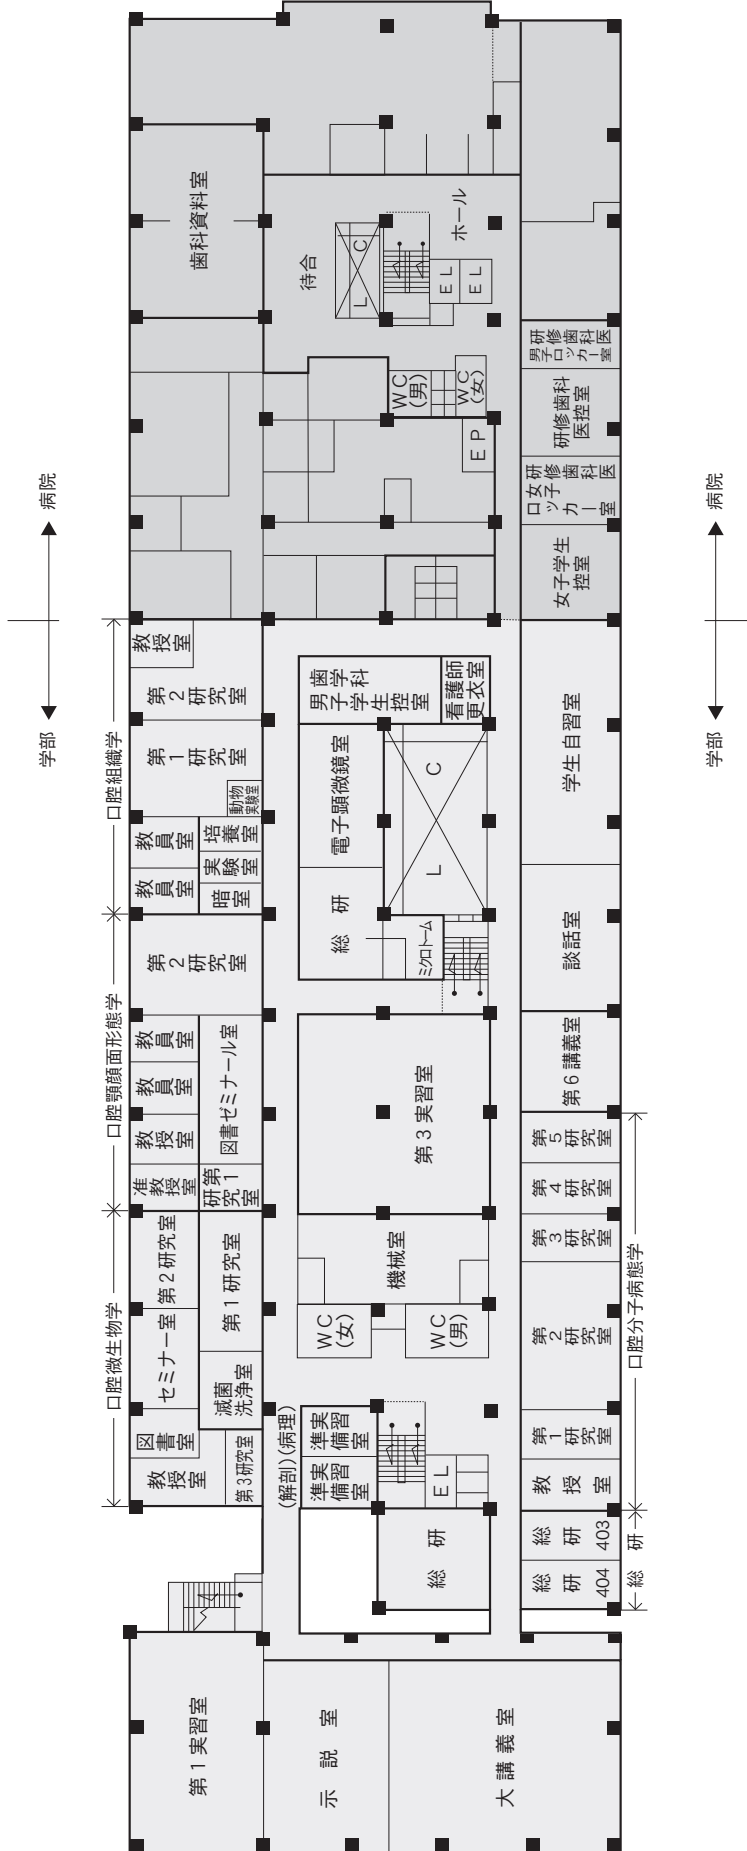 歯科資料室
待合
ホール
L C
EL
EL
WC
(男)
WC
(女)
EP
研修歯科医
男子ロッカー室
研修歯科
医控室
研修歯科医
女子
ロッカー室
女子学生
控室
病院
学部
病院
学部
口腔組織学
教授室
第2研究室
第1研究室
動物
実験室
教員室
培養室
実験室
教員室
暗室
歯学科
男子学生控室
看護師
更衣室
電子顕微鏡室
L C
総研
ミクロトーム
学生自習室
談話室
第6講義室
口腔顎顔面形態学
第2研究室
教員室
教員室
教授室
准教授室
図書ゼミナール室
第1
研究室
第3実習室
機械室
WC
(女)
WC
(男)
口腔微生物学
第2研究室
第1研究室
セミナー室
滅菌
洗浄室
図書室
教授室
第3研究室
(解剖)(病理)
実習
準備室
実習
準備室
EL
総研
口腔分子病態学
第5研究室
第4研究室
第3研究室
第2研究室
第1研究室
教授室
総研
総研 403
総研 404
第1実習室
示説室
大講義室